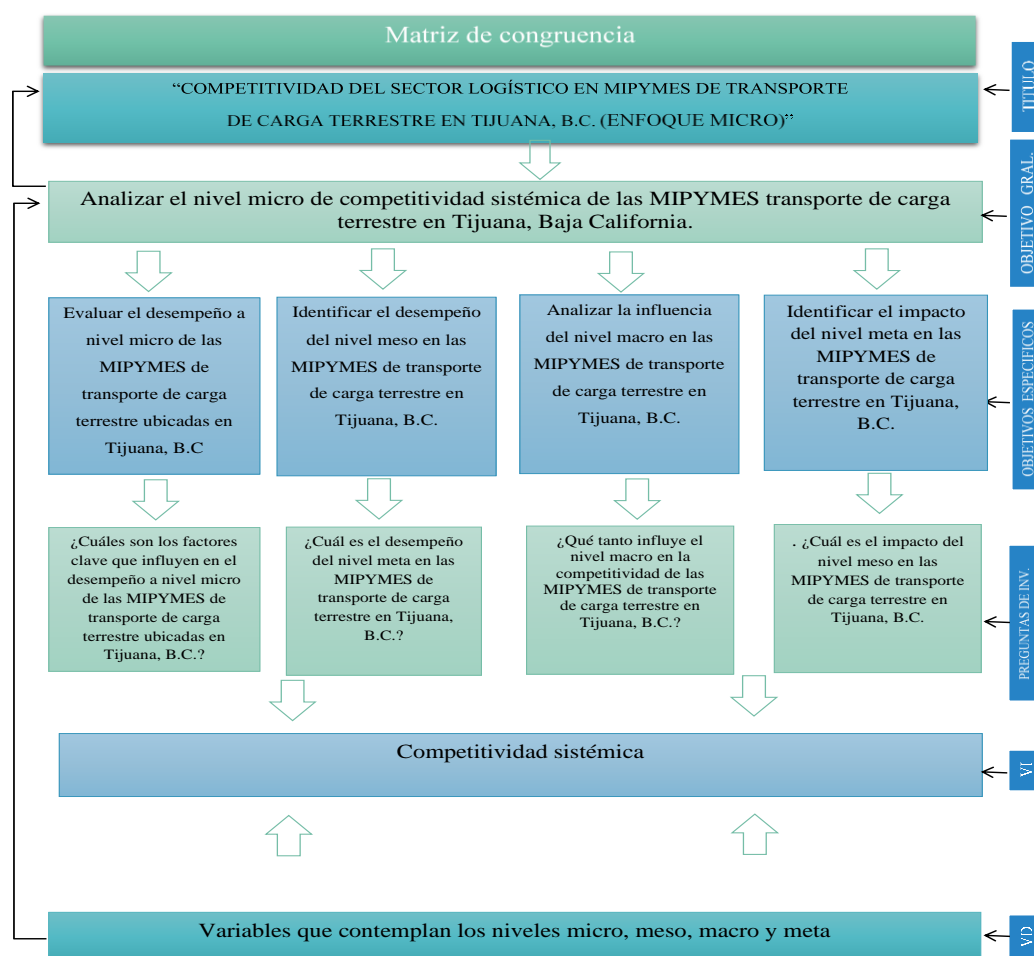 Matriz de congruencia
“COMPETITIVIDAD DEL SECTOR LOGÍSTICO EN MIPYMES DE TRANSPORTE
DE CARGA TERRESTRE EN TIJUANA, B.C. (ENFOQUE MICRO)”
TITULO
Analizar el nivel micro de competitividad sistémica de las MIPYMES transporte de carga
terrestre en Tijuana, Baja California.
OBJETIVO GRAL.
Evaluar el desempeño a
nivel micro de las
MIPYMES de
transporte de carga
terrestre ubicadas en
Tijuana, B.C
Identificar el desempeño
del nivel meso en las
MIPYMES de transporte
de carga terrestre en
Tijuana, B.C.
Analizar la influencia
del nivel macro en las
MIPYMES de transporte
de carga terrestre en
Tijuana, B.C.
Identificar el impacto
del nivel meta en las
MIPYMES de
transporte de carga
terrestre en Tijuana,
B.C.
OBJETIVOS ESPECIFICOS
¿Cuáles son los factores
clave que influyen en el
desempeño a nivel micro
de las MIPYMES de
transporte de carga
terrestre ubicadas en
Tijuana, B.C.?
¿Cuál es el desempeño
del nivel meta en las
MIPYMES de
transporte de carga
terrestre en Tijuana,
B.C.?
¿Qué tanto influye el
nivel macro en la
competitividad de las
MIPYMES de transporte
de carga terrestre en
Tijuana, B.C.?
. ¿Cuál es el impacto del
nivel meso en las
MIPYMES de transporte
de carga terrestre en
Tijuana, B.C.
PREGUNTAS DE INV.
Competitividad sistémica
VI
Variables que contemplan los niveles micro, meso, macro y meta
VD